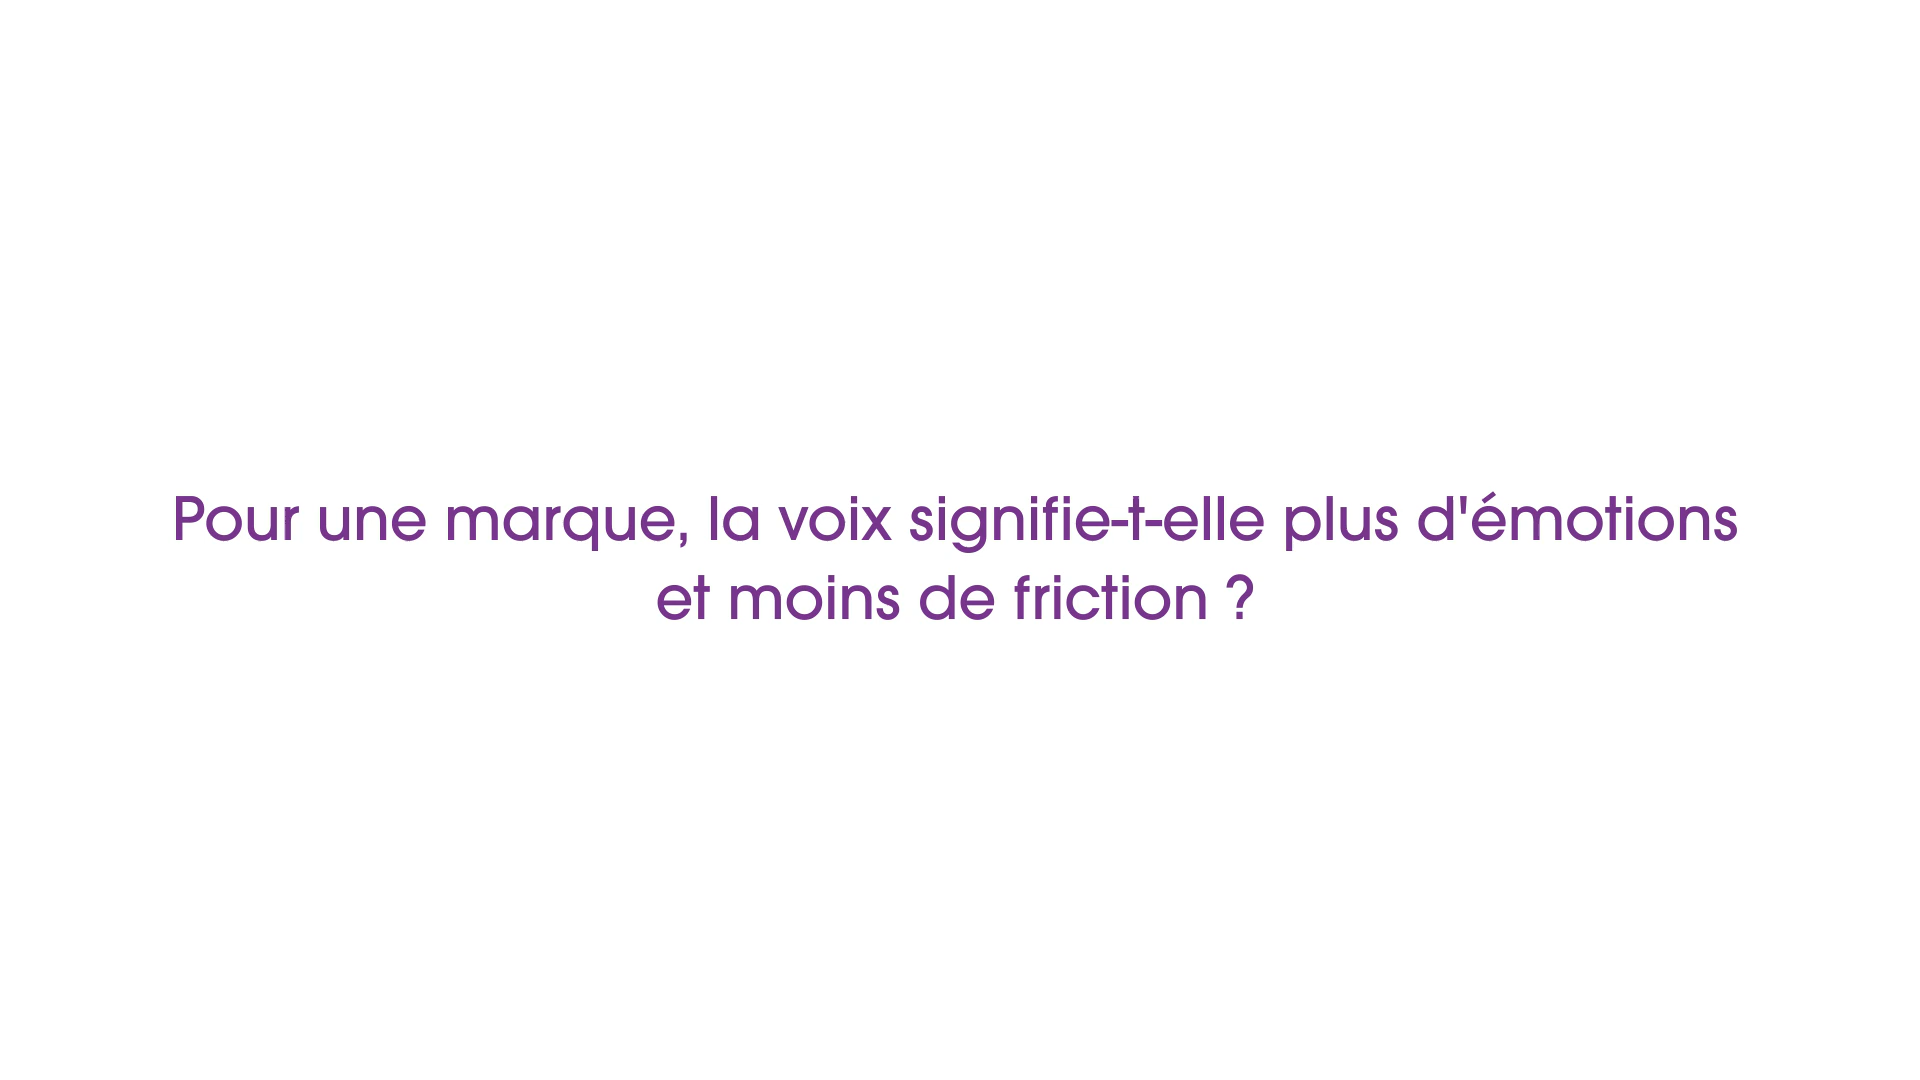 Pour une marque, la voix signifie-t-elle plus d'émotions
et moins de friction ?